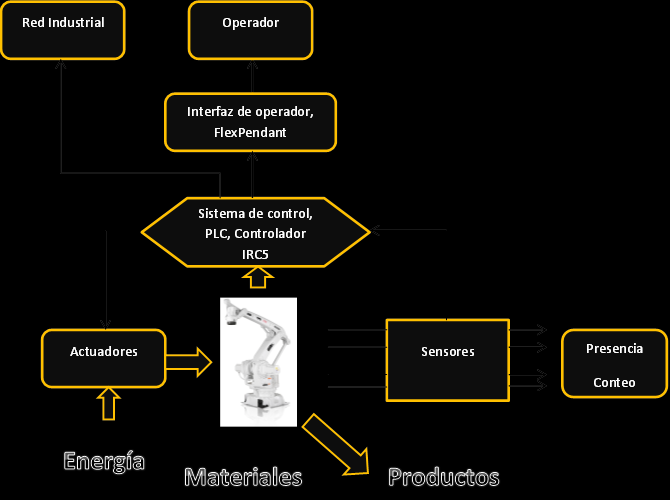 Red Industrial
Operador
Interfaz de operador,
FlexPendant
Sistema de control,
PLC, Controlador
IRC5
Actuadores
Sensores
Presencia
Conteo
Energía
Materiales
Productos